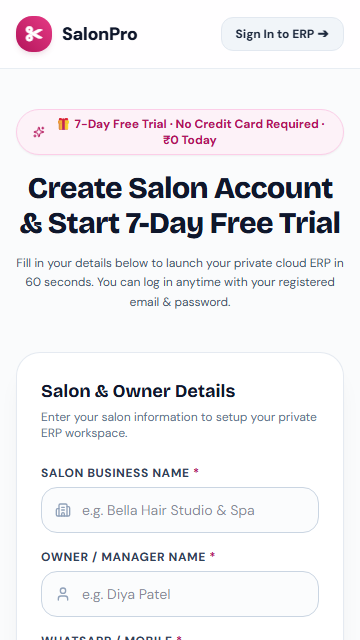 SalonPro
Sign In to ERP ➔
🎁 7-Day Free Trial · No Credit Card Required ·
₹0 Today
Create Salon Account
& Start 7-Day Free Trial
Fill in your details below to launch your private cloud ERP in
60 seconds. You can log in anytime with your registered
email & password.
Salon & Owner Details
Enter your salon information to setup your private
ERP workspace.
SALON BUSINESS NAME *
e.g. Bella Hair Studio & Spa
OWNER / MANAGER NAME *
e.g. Diya Patel
WHATSAPP / MOBILE *